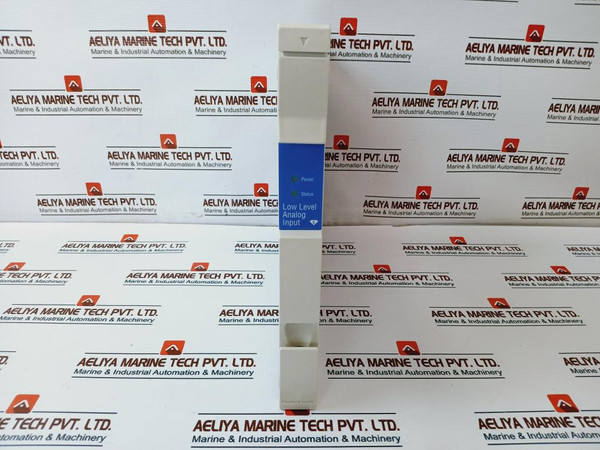 AELIYA MARINE TECH PVT. LTD.
Marine & Industrial Automation & Machinery
Power
Status
Low Level
Analog
Input